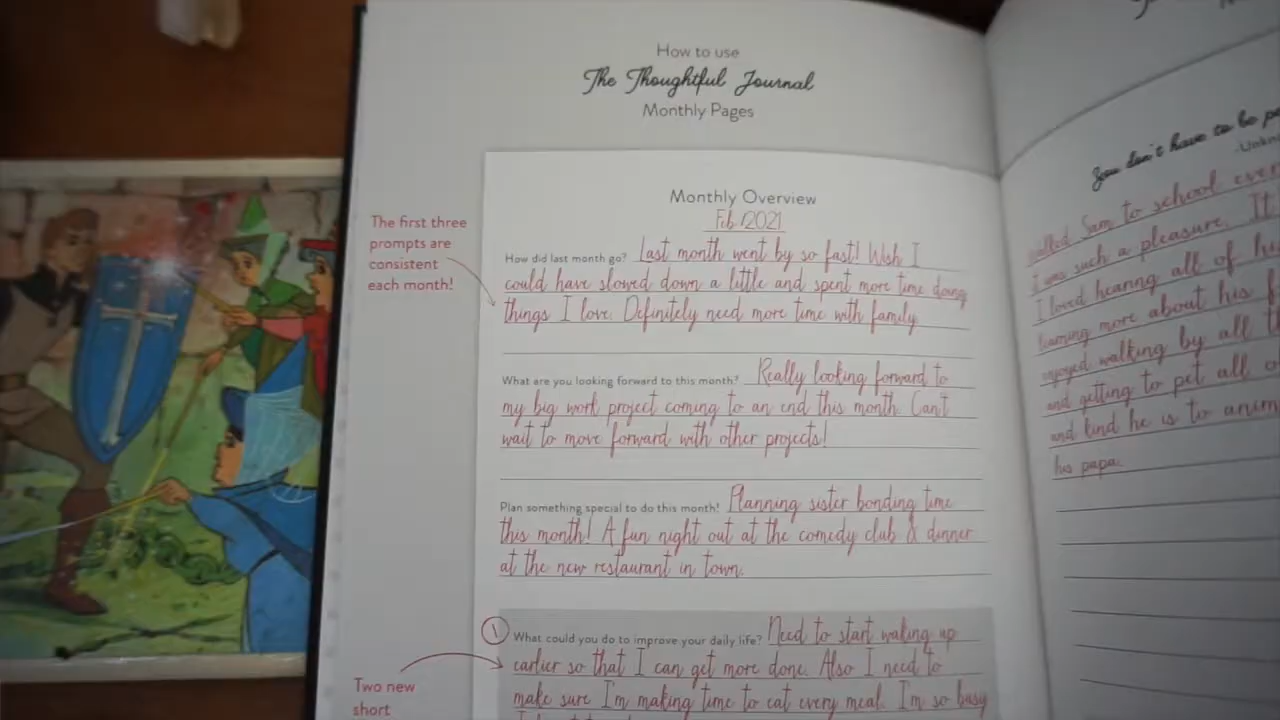 How to use
The Thoughtful Journal
Monthly Pages
The first three
prompts are
consistent
each month!
Monthly Overview
Feb./2021
How did last month go? Last month went by so fast! Wish I
could have slowed down a little and spent more time doing
things I love. Definitely need more time with family
What are you looking forward to this month? Really looking forward to
my big work project coming to an end this month. Can't
wait to move forward with other projects!
Plan something special to do this month! Planning sister bonding time
this month! A fun night out at the comedy club & dinner
at the new restaurant in town.
1 What could you do to improve your daily life? Need to start waking up
earlier so that I can get more done. Also I need to
make sure I'm making time to eat every meal. I'm so busy
Two new
short
You don't have to be
walked Sam to school
I was such a pleasure. It
I loved hearing all of his
learning more about his
enjoyed walking by all
and getting to pet all
and kind he is to
his papa.